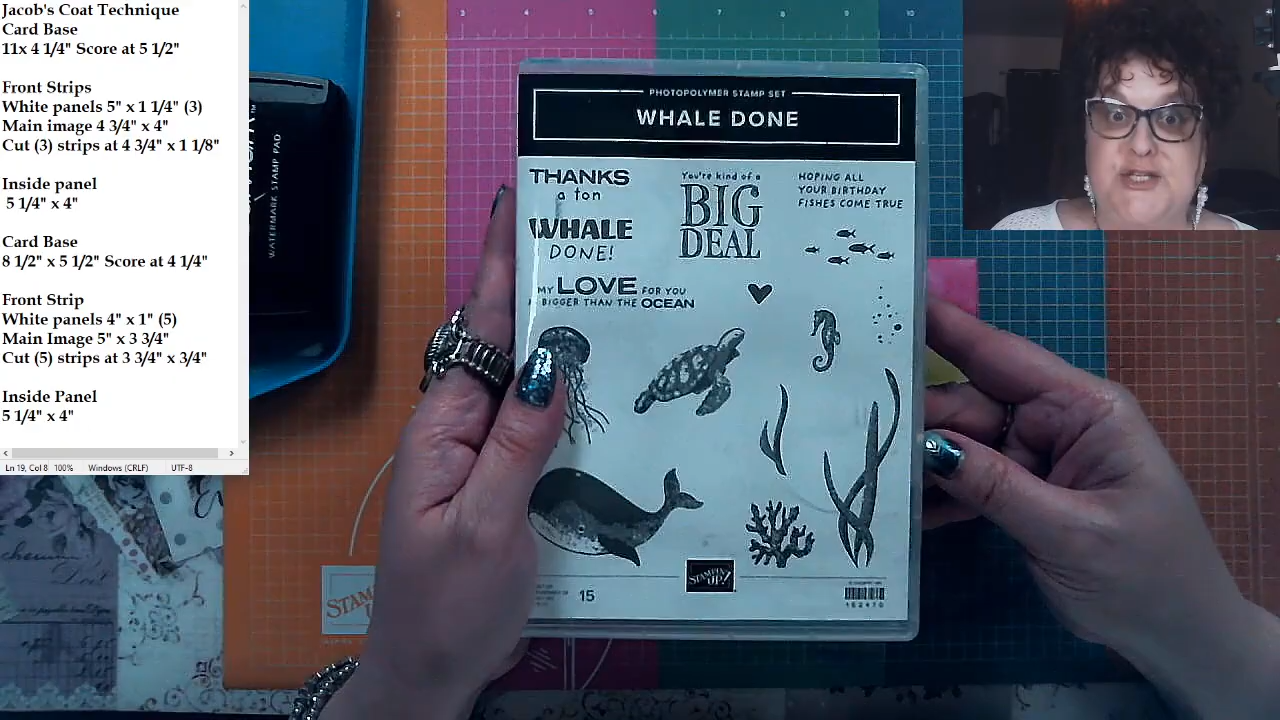 Jacob's Coat Technique
Card Base
11x 4 1/4" Score at 5 1/2"
Front Strips
White panels 5" x 1 1/4" (3)
Main image 4 3/4" x 4"
Cut (3) strips at 4 3/4" x 1 1/8"
Inside panel
5 1/4" x 4"
Card Base
8 1/2" x 5 1/2" Score at 4 1/4"
Front Strip
White panels 4" x 1" (5)
Main Image 5" x 3 3/4"
Cut (5) strips at 3 3/4" x 3/4"
Inside Panel
5 1/4" x 4"
Ln 19, Col 8 100% Windows (CRLF) UTF-8
WATERMARK STAMP PAD
PHOTOPOLYMER STAMP SET
WHALE DONE
THANKS
a ton
WHALE
DONE!
You're kind of a
BIG
DEAL
HOPING ALL
YOUR BIRTHDAY
FISHES COME TRUE
MY LOVE FOR YOU
BIGGER THAN THE OCEAN
STAMPIN' UP!
15
STAM